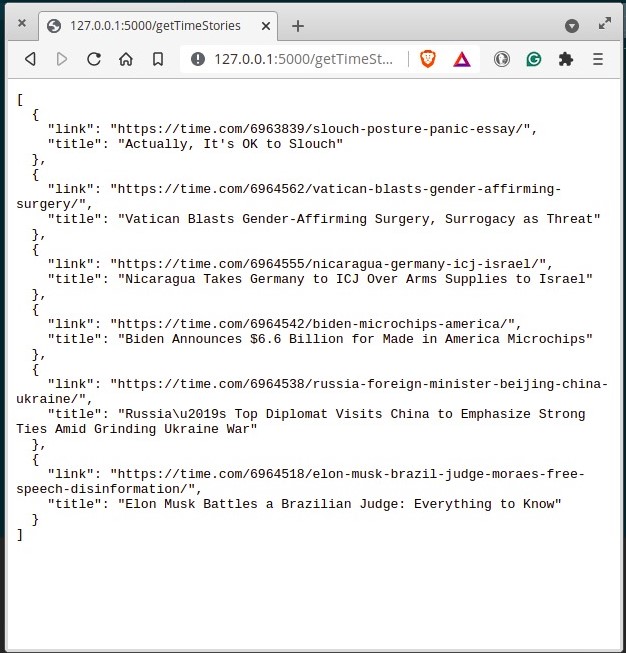 127.0.0.1:5000/getTimeStories
127.0.0.1:5000/getTimeSt...
[
  {
    "link": "https://time.com/6963839/slouch-posture-panic-essay/",
    "title": "Actually, It's OK to Slouch"
  },
  {
    "link": "https://time.com/6964562/vatican-blasts-gender-affirming-
surgery/",
    "title": "Vatican Blasts Gender-Affirming Surgery, Surrogacy as Threat"
  },
  {
    "link": "https://time.com/6964555/nicaragua-germany-icj-israel/",
    "title": "Nicaragua Takes Germany to ICJ Over Arms Supplies to Israel"
  },
  {
    "link": "https://time.com/6964542/biden-microchips-america/",
    "title": "Biden Announces $6.6 Billion for Made in America Microchips"
  },
  {
    "link": "https://time.com/6964538/russia-foreign-minister-beijing-china-
ukraine/",
    "title": "Russia\u2019s Top Diplomat Visits China to Emphasize Strong
Ties Amid Grinding Ukraine War"
  },
  {
    "link": "https://time.com/6964518/elon-musk-brazil-judge-moraes-free-
speech-disinformation/",
    "title": "Elon Musk Battles a Brazilian Judge: Everything to Know"
  }
]